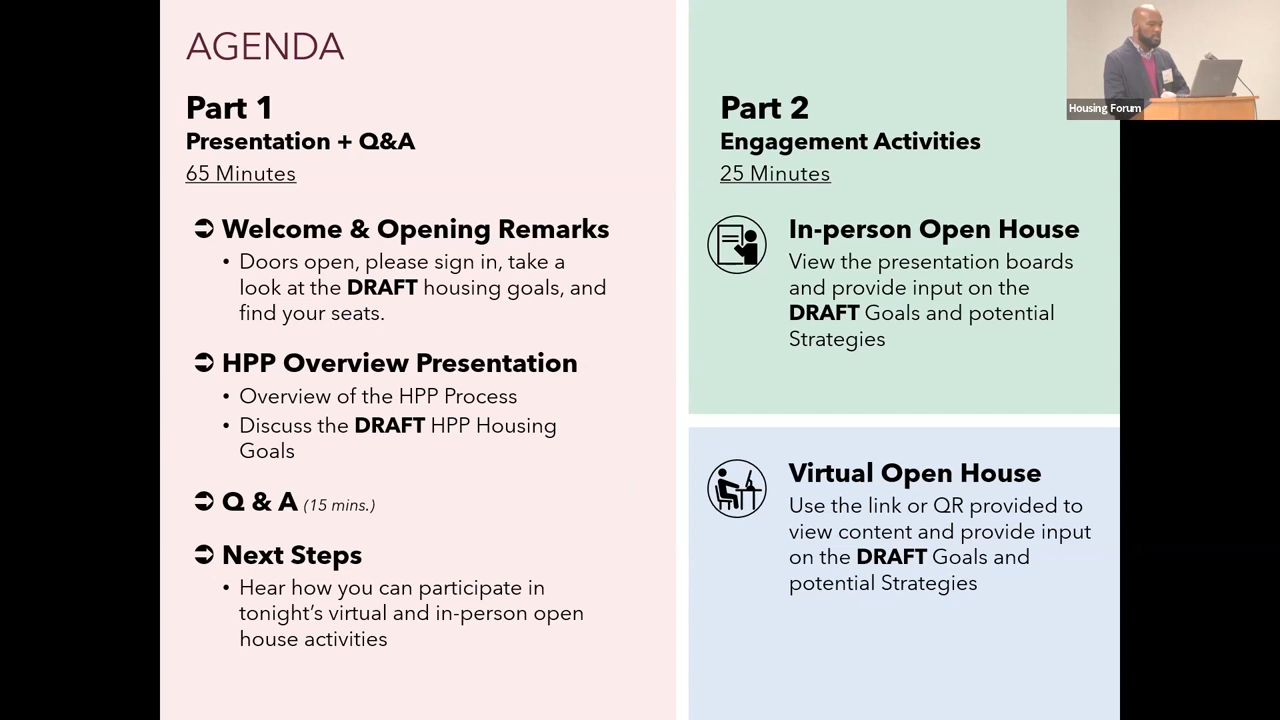 AGENDA
Part 1
Presentation + Q&A
65 Minutes
➲ Welcome & Opening Remarks
• Doors open, please sign in, take a
look at the DRAFT housing goals, and
find your seats.
➲ HPP Overview Presentation
• Overview of the HPP Process
• Discuss the DRAFT HPP Housing
Goals
➲ Q & A (15 mins.)
➲ Next Steps
• Hear how you can participate in
tonight’s virtual and in-person open
house activities
Part 2
Engagement Activities
25 Minutes
In-person Open House
View the presentation boards
and provide input on the
DRAFT Goals and potential
Strategies
Virtual Open House
Use the link or QR provided to
view content and provide input
on the DRAFT Goals and
potential Strategies
Housing Forum